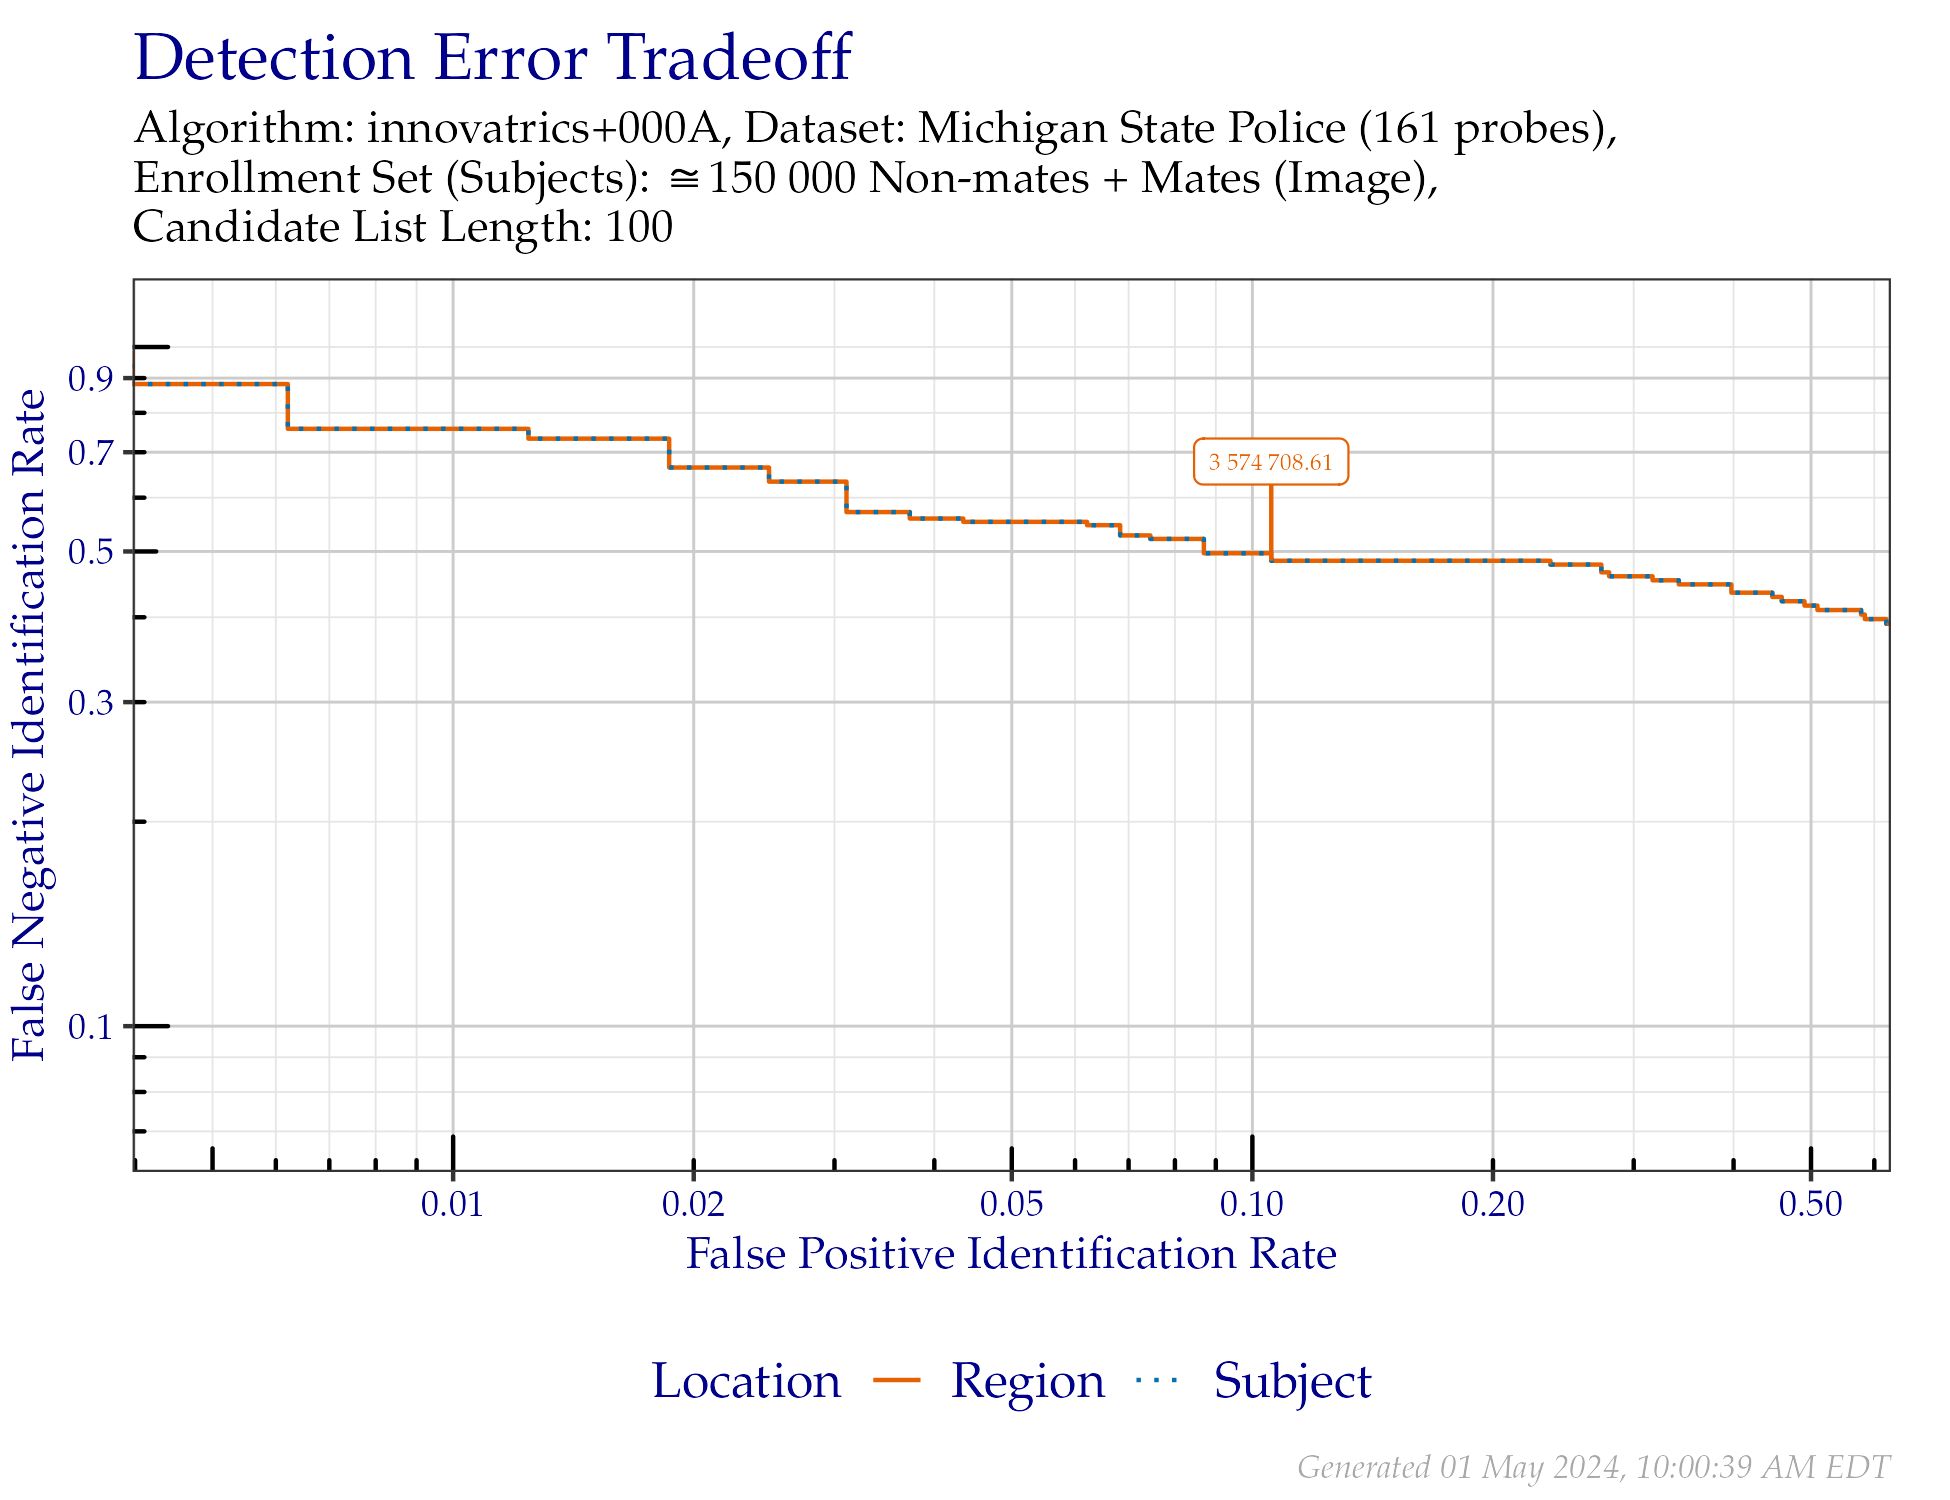 Detection Error Tradeoff
Algorithm: innovatrics+000A, Dataset: Michigan State Police (161 probes),
Enrollment Set (Subjects): ≅ 150 000 Non-mates + Mates (Image),
Candidate List Length: 100
False Negative Identification Rate
0.9
0.7
0.5
0.3
0.1
3 574 708.61
0.01 0.02 0.05 0.10 0.20 0.50
False Positive Identification Rate
Location Region Subject
Generated 01 May 2024, 10:00:39 AM EDT